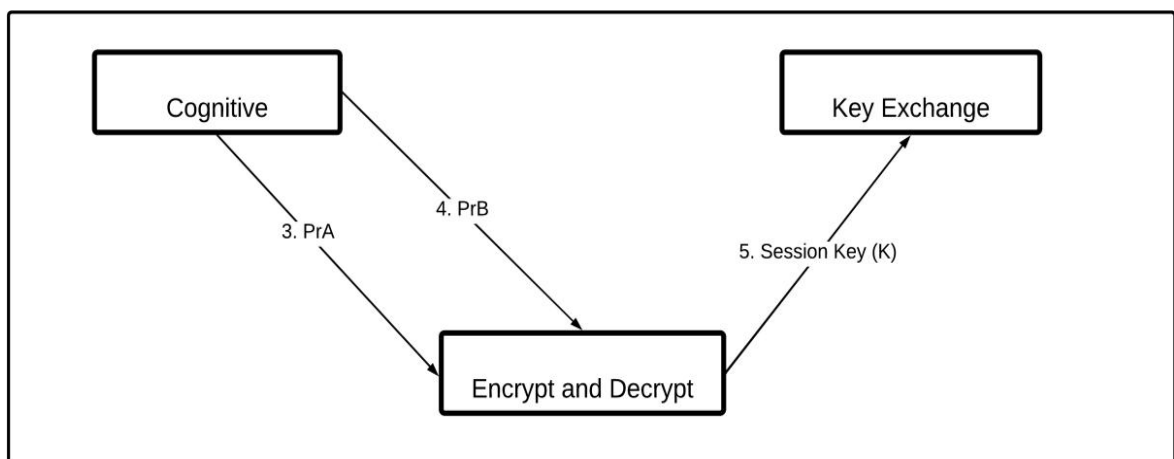 Cognitive
Key Exchange
4. PrB
3. PrA
5. Session Key (K)
Encrypt and Decrypt